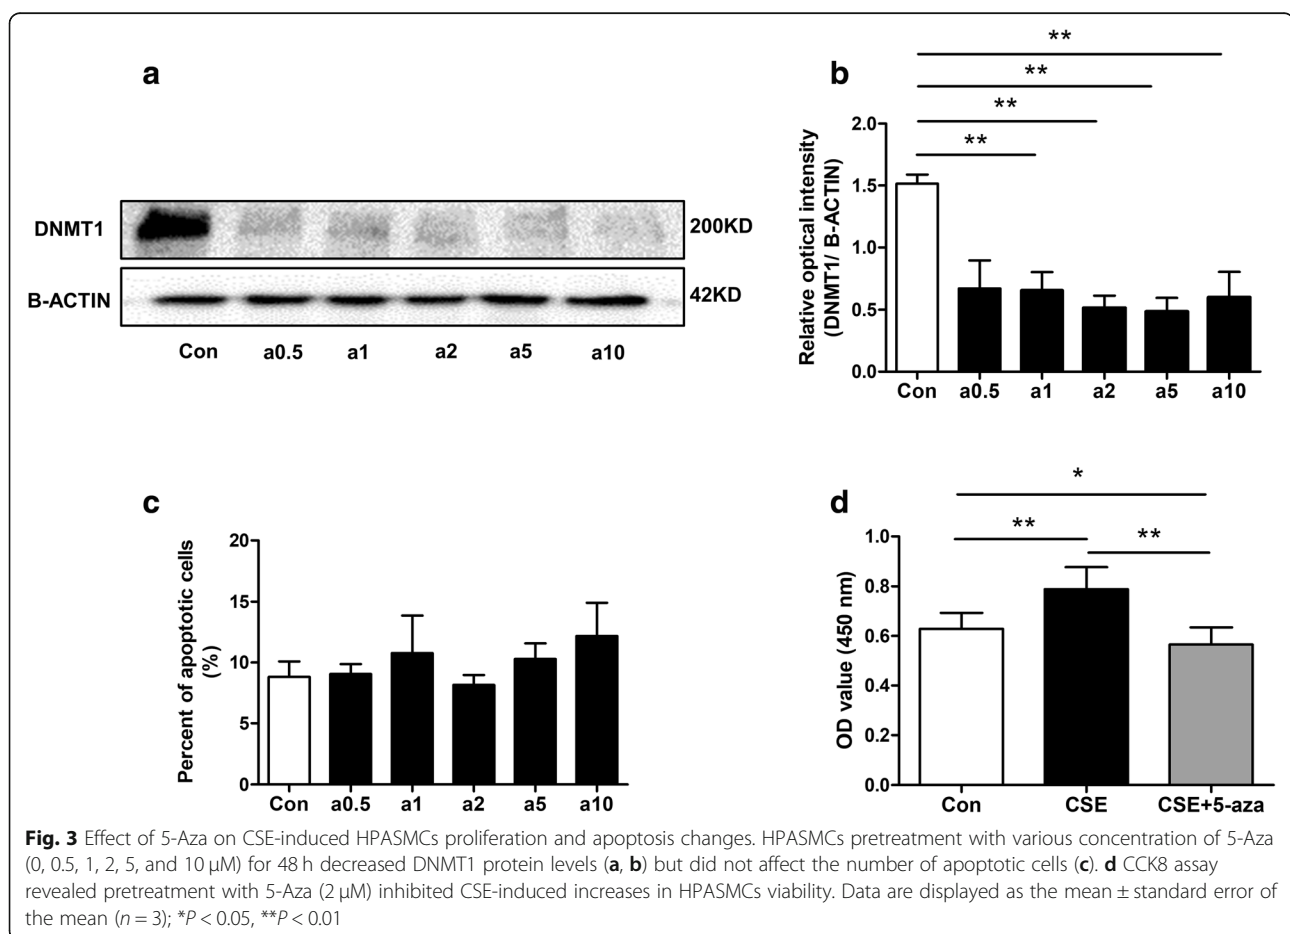 a
DNMT1
200KD
B-ACTIN
42KD
Con a0.5 a1 a2 a5 a10
b
**
**
**
**
Relative optical intensity
(DNMT1/ B-ACTIN)
2.0
1.5
1.0
0.5
0.0
Con a0.5 a1 a2 a5 a10
c
Percent of apoptotic cells
(%)
20
15
10
5
0
Con a0.5 a1 a2 a5 a10
d
*
** **
OD value (450 nm)
1.0
0.8
0.6
0.4
0.2
0.0
Con CSE CSE+5-aza
Fig. 3 Effect of 5-Aza on CSE-induced HPASMCs proliferation and apoptosis changes. HPASMCs pretreatment with various concentration of 5-Aza
(0, 0.5, 1, 2, 5, and 10 μM) for 48 h decreased DNMT1 protein levels (a, b) but did not affect the number of apoptotic cells (c). d CCK8 assay
revealed pretreatment with 5-Aza (2 μM) inhibited CSE-induced increases in HPASMCs viability. Data are displayed as the mean ± standard error of
the mean (n = 3); *P < 0.05, **P < 0.01